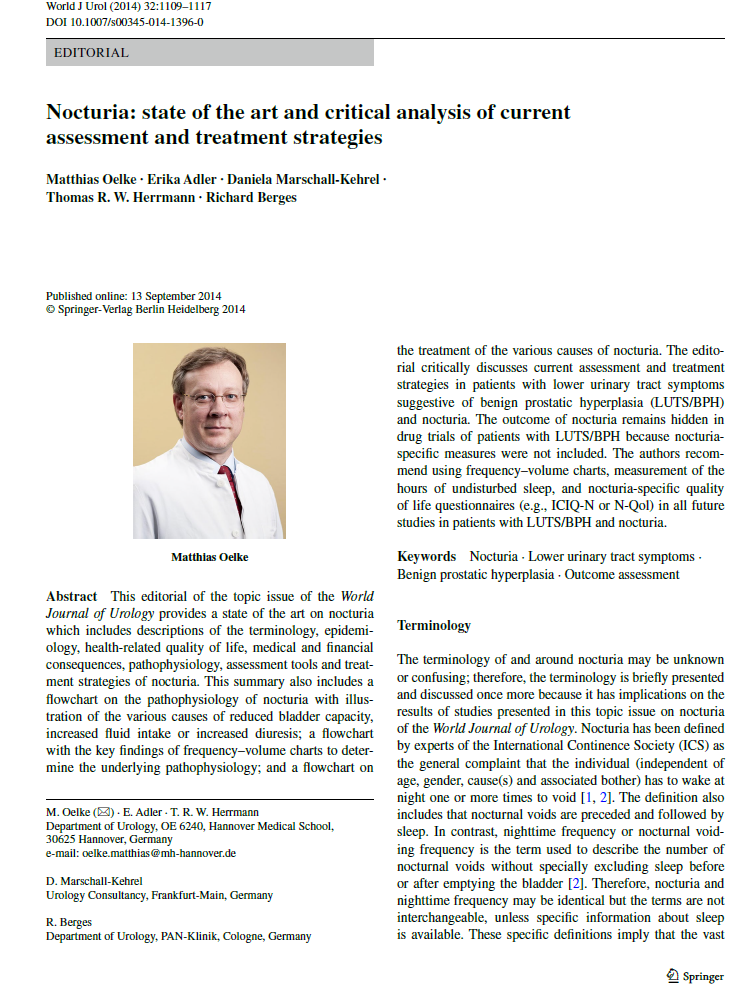 World J Urol (2014) 32:1109–1117
DOI 10.1007/s00345-014-1396-0
EDITORIAL
Nocturia: state of the art and critical analysis of current
assessment and treatment strategies
Matthias Oelke · Erika Adler · Daniela Marschall-Kehrel ·
Thomas R. W. Herrmann · Richard Berges
Published online: 13 September 2014
© Springer-Verlag Berlin Heidelberg 2014
Matthias Oelke
Abstract This editorial of the topic issue of the World
Journal of Urology provides a state of the art on nocturia
which includes descriptions of the terminology, epidemi-
ology, health-related quality of life, medical and financial
consequences, pathophysiology, assessment tools and treat-
ment strategies of nocturia. This summary also includes a
flowchart on the pathophysiology of nocturia with illus-
tration of the various causes of reduced bladder capacity,
increased fluid intake or increased diuresis; a flowchart
with the key findings of frequency–volume charts to deter-
mine the underlying pathophysiology; and a flowchart on
the treatment of the various causes of nocturia. The edito-
rial critically discusses current assessment and treatment
strategies in patients with lower urinary tract symptoms
suggestive of benign prostatic hyperplasia (LUTS/BPH)
and nocturia. The outcome of nocturia remains hidden in
drug trials of patients with LUTS/BPH because nocturia-
specific measures were not included. The authors recom-
mend using frequency–volume charts, measurement of the
hours of undisturbed sleep, and nocturia-specific quality
of life questionnaires (e.g., ICIQ-N or N-Qol) in all future
studies in patients with LUTS/BPH and nocturia.
Keywords Nocturia · Lower urinary tract symptoms ·
Benign prostatic hyperplasia · Outcome assessment
Terminology
The terminology of and around nocturia may be unknown
or confusing; therefore, the terminology is briefly presented
and discussed once more because it has implications on the
results of studies presented in this topic issue on nocturia
of the World Journal of Urology. Nocturia has been defined
by experts of the International Continence Society (ICS) as
the general complaint that the individual (independent of
age, gender, cause(s) and associated bother) has to wake at
night one or more times to void [1, 2]. The definition also
includes that nocturnal voids are preceded and followed by
sleep. In contrast, nighttime frequency or nocturnal void-
ing frequency is the term used to describe the number of
nocturnal voids without specially excluding sleep before
or after emptying the bladder [2]. Therefore, nocturia and
nighttime frequency may be identical but the terms are not
interchangeable, unless specific information about sleep
is available. These specific definitions imply that the vast
M. Oelke (✉) · E. Adler · T. R. W. Herrmann
Department of Urology, OE 6240, Hannover Medical School,
30625 Hannover, Germany
e-mail: oelke.matthias@mh-hannover.de
D. Marschall-Kehrel
Urology Consultancy, Frankfurt-Main, Germany
R. Berges
Department of Urology, PAN-Klinik, Cologne, Germany
Springer